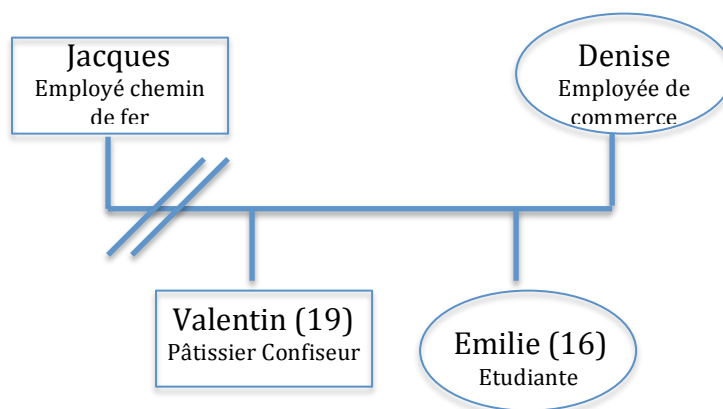 Jacques
Employé chemin
de fer
Denise
Employée de
commerce
Valentin (19)
Pâtissier Confiseur
Emilie (16)
Etudiante